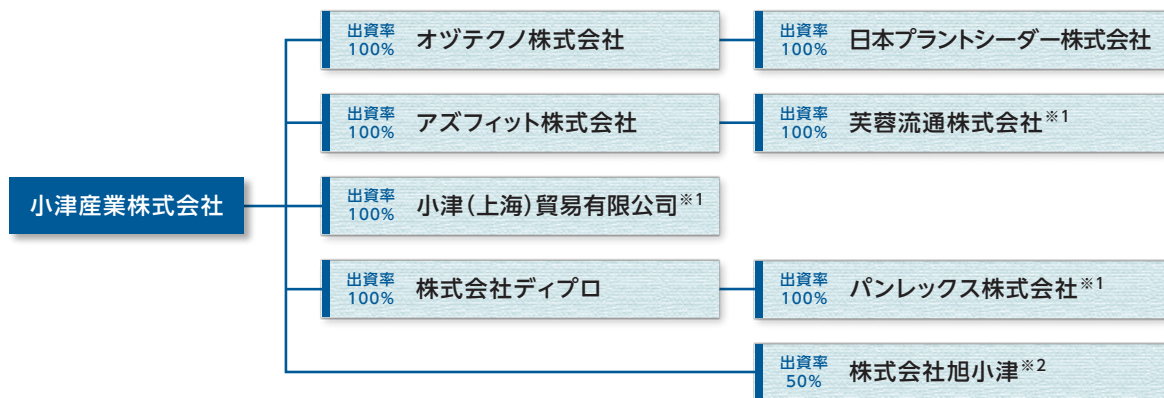 出資率
100%
オヅテクノ株式会社
出資率
100%
日本プラントシーダー株式会社
出資率
100%
アズフィット株式会社
出資率
100%
芙蓉流通株式会社※1
小津産業株式会社
出資率
100%
小津(上海)貿易有限公司※1
出資率
100%
株式会社ディプロ
出資率
100%
パンレックス株式会社※1
出資率
50%
株式会社旭小津※2